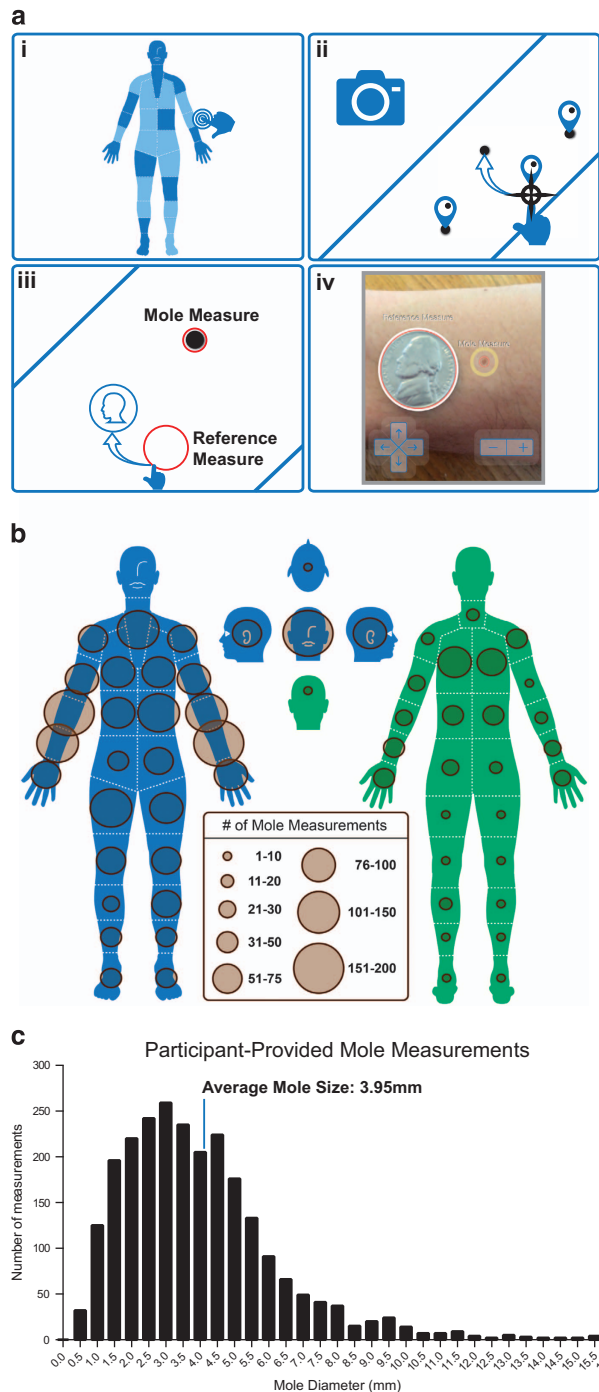 a
i
ii
iii
Mole Measure
Reference
Measure
iv
Reference Measure
Mole Measure
b
# of Mole Measurements
1-10
11-20
21-30
31-50
51-75
76-100
101-150
151-200
c
Participant-Provided Mole Measurements
Average Mole Size: 3.95mm
Number of measurements
300
250
200
150
100
50
0
0.0 0.5 1.0 1.5 2.0 2.5 3.0 3.5 4.0 4.5 5.0 5.5 6.0 6.5 7.0 7.5 8.0 8.5 9.0 9.5 10.0 10.5 11.0 11.5 12.0 12.5 13.0 13.5 14.0 14.5 15.0 15.5
Mole Diameter (mm)